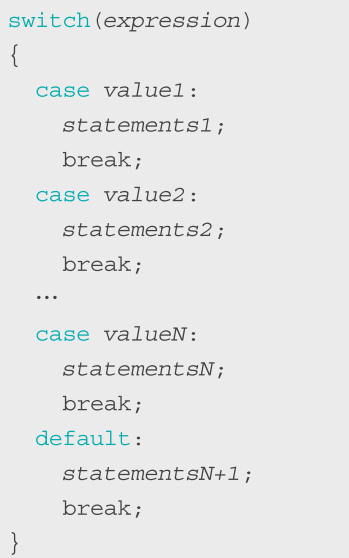 switch(expression)
{
case value1:
statements1;
break;
case value2:
statements2;
break;
...
case valueN:
statementsN;
break;
default:
statementsN+1;
break;
}